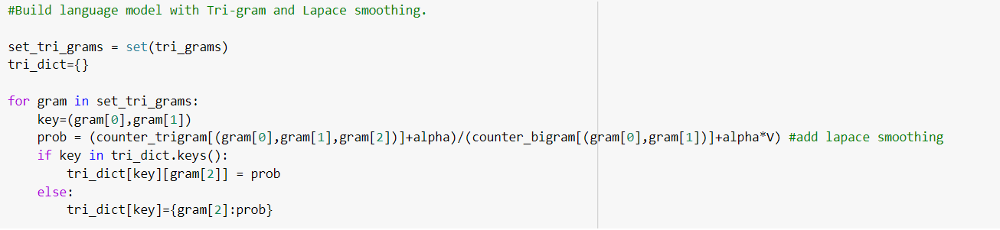 #Build language model with Tri-gram and Lapace smoothing.
set_tri_grams = set(tri_grams)
tri_dict={}
for gram in set_tri_grams:
    key=(gram[0],gram[1])
    prob = (counter_trigram[(gram[0],gram[1],gram[2])]+alpha)/(counter_bigram[(gram[0],gram[1])]+alpha*V) #add lapace smoothing
    if key in tri_dict.keys():
        tri_dict[key][gram[2]] = prob
    else:
        tri_dict[key]={gram[2]:prob}